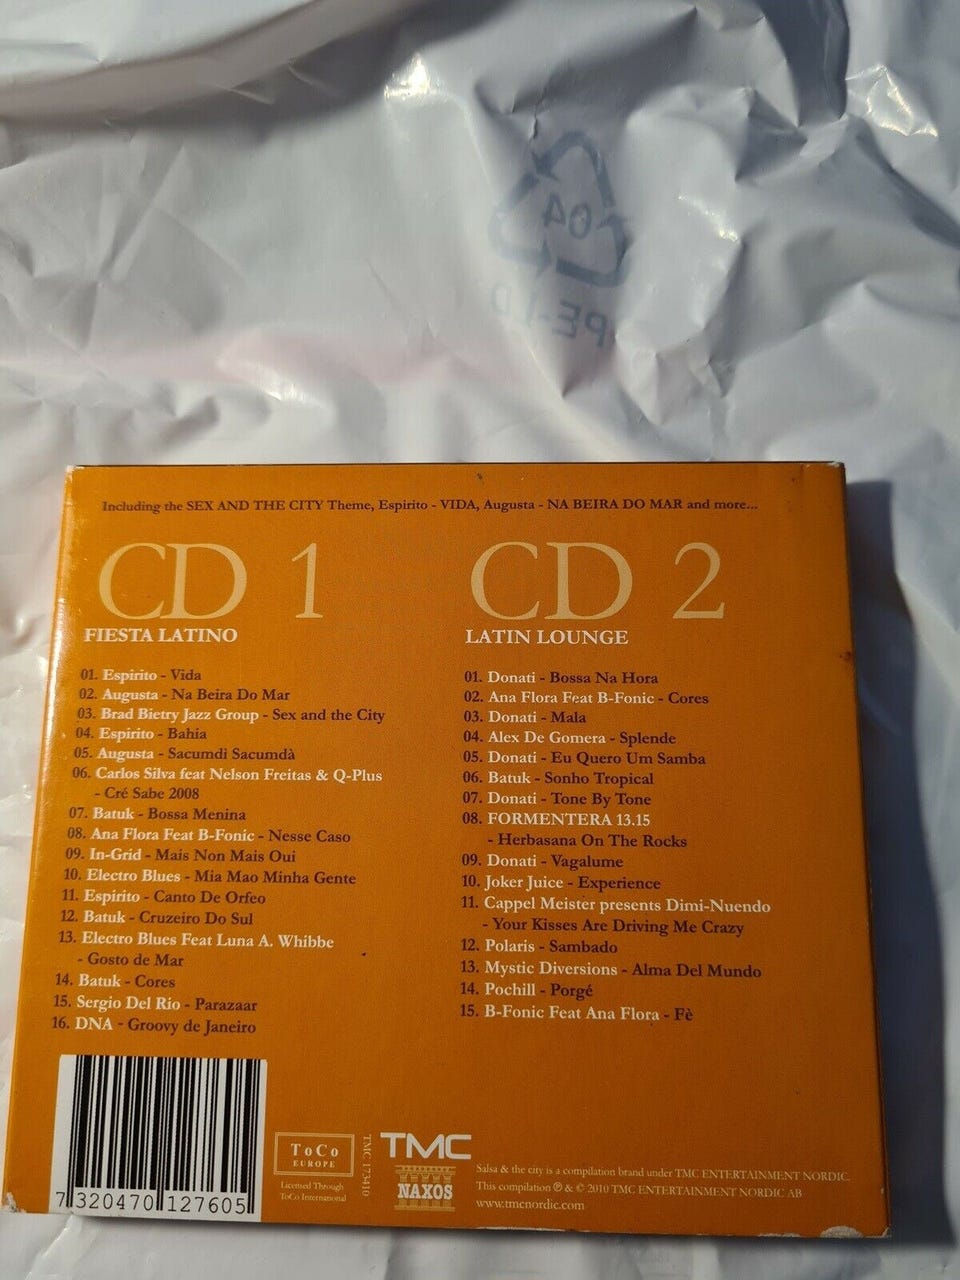 04
PE-LD
Including the SEX AND THE CITY Theme, Espirito - VIDA, Augusta - NA BEIRA DO MAR and more...
CD 1
FIESTA LATINO
01. Espirito - Vida
02. Augusta - Na Beira Do Mar
03. Brad Bietry Jazz Group - Sex and the City
04. Espirito - Bahia
05. Augusta - Sacumdi Sacumdà
06. Carlos Silva feat Nelson Freitas & Q-Plus
- Cré Sabe 2008
07. Batuk - Bossa Menina
08. Ana Flora Feat B-Fonic - Nesse Caso
09. In-Grid - Mais Non Mais Oui
10. Electro Blues - Mia Mao Minha Gente
11. Espirito - Canto De Orfeo
12. Batuk - Cruzeiro Do Sul
13. Electro Blues Feat Luna A. Whibbe
- Gosto de Mar
14. Batuk - Cores
15. Sergio Del Rio - Parazaar
16. DNA - Groovy de Janeiro
CD 2
LATIN LOUNGE
01. Donati - Bossa Na Hora
02. Ana Flora Feat B-Fonic - Cores
03. Donati - Mala
04. Alex De Gomera - Splende
05. Donati - Eu Quero Um Samba
06. Batuk - Sonho Tropical
07. Donati - Tone By Tone
08. FORMENTERA 13.15
- Herbasana On The Rocks
09. Donati - Vagalume
10. Joker Juice - Experience
11. Cappel Meister presents Dimi-Nuendo
- Your Kisses Are Driving Me Crazy
12. Polaris - Sambado
13. Mystic Diversions - Alma Del Mundo
14. Pochill - Porgé
15. B-Fonic Feat Ana Flora - Fè
7 320470 127605
ToCo
EUROPE
Licensed Through
ToCo International
TMC 173410
TMC
NAXOS
Salsa & the city is a compilation brand under TMC ENTERTAINMENT NORDIC.
This compilation ℗ & © 2010 TMC ENTERTAINMENT NORDIC AB
www.tmcnordic.com